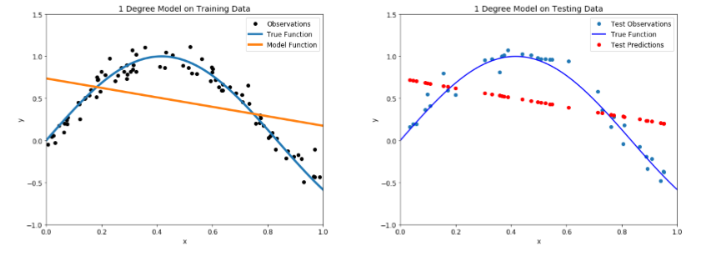 1 Degree Model on Training Data
1.5
1.0
0.5
0.0
−0.5
−1.0
y
0.0
0.2
0.4
0.6
0.8
1.0
x
Observations
True Function
Model Function
1 Degree Model on Testing Data
1.5
1.0
0.5
0.0
−0.5
−1.0
y
0.0
0.2
0.4
0.6
0.8
1.0
x
Test Observations
True Function
Test Predictions